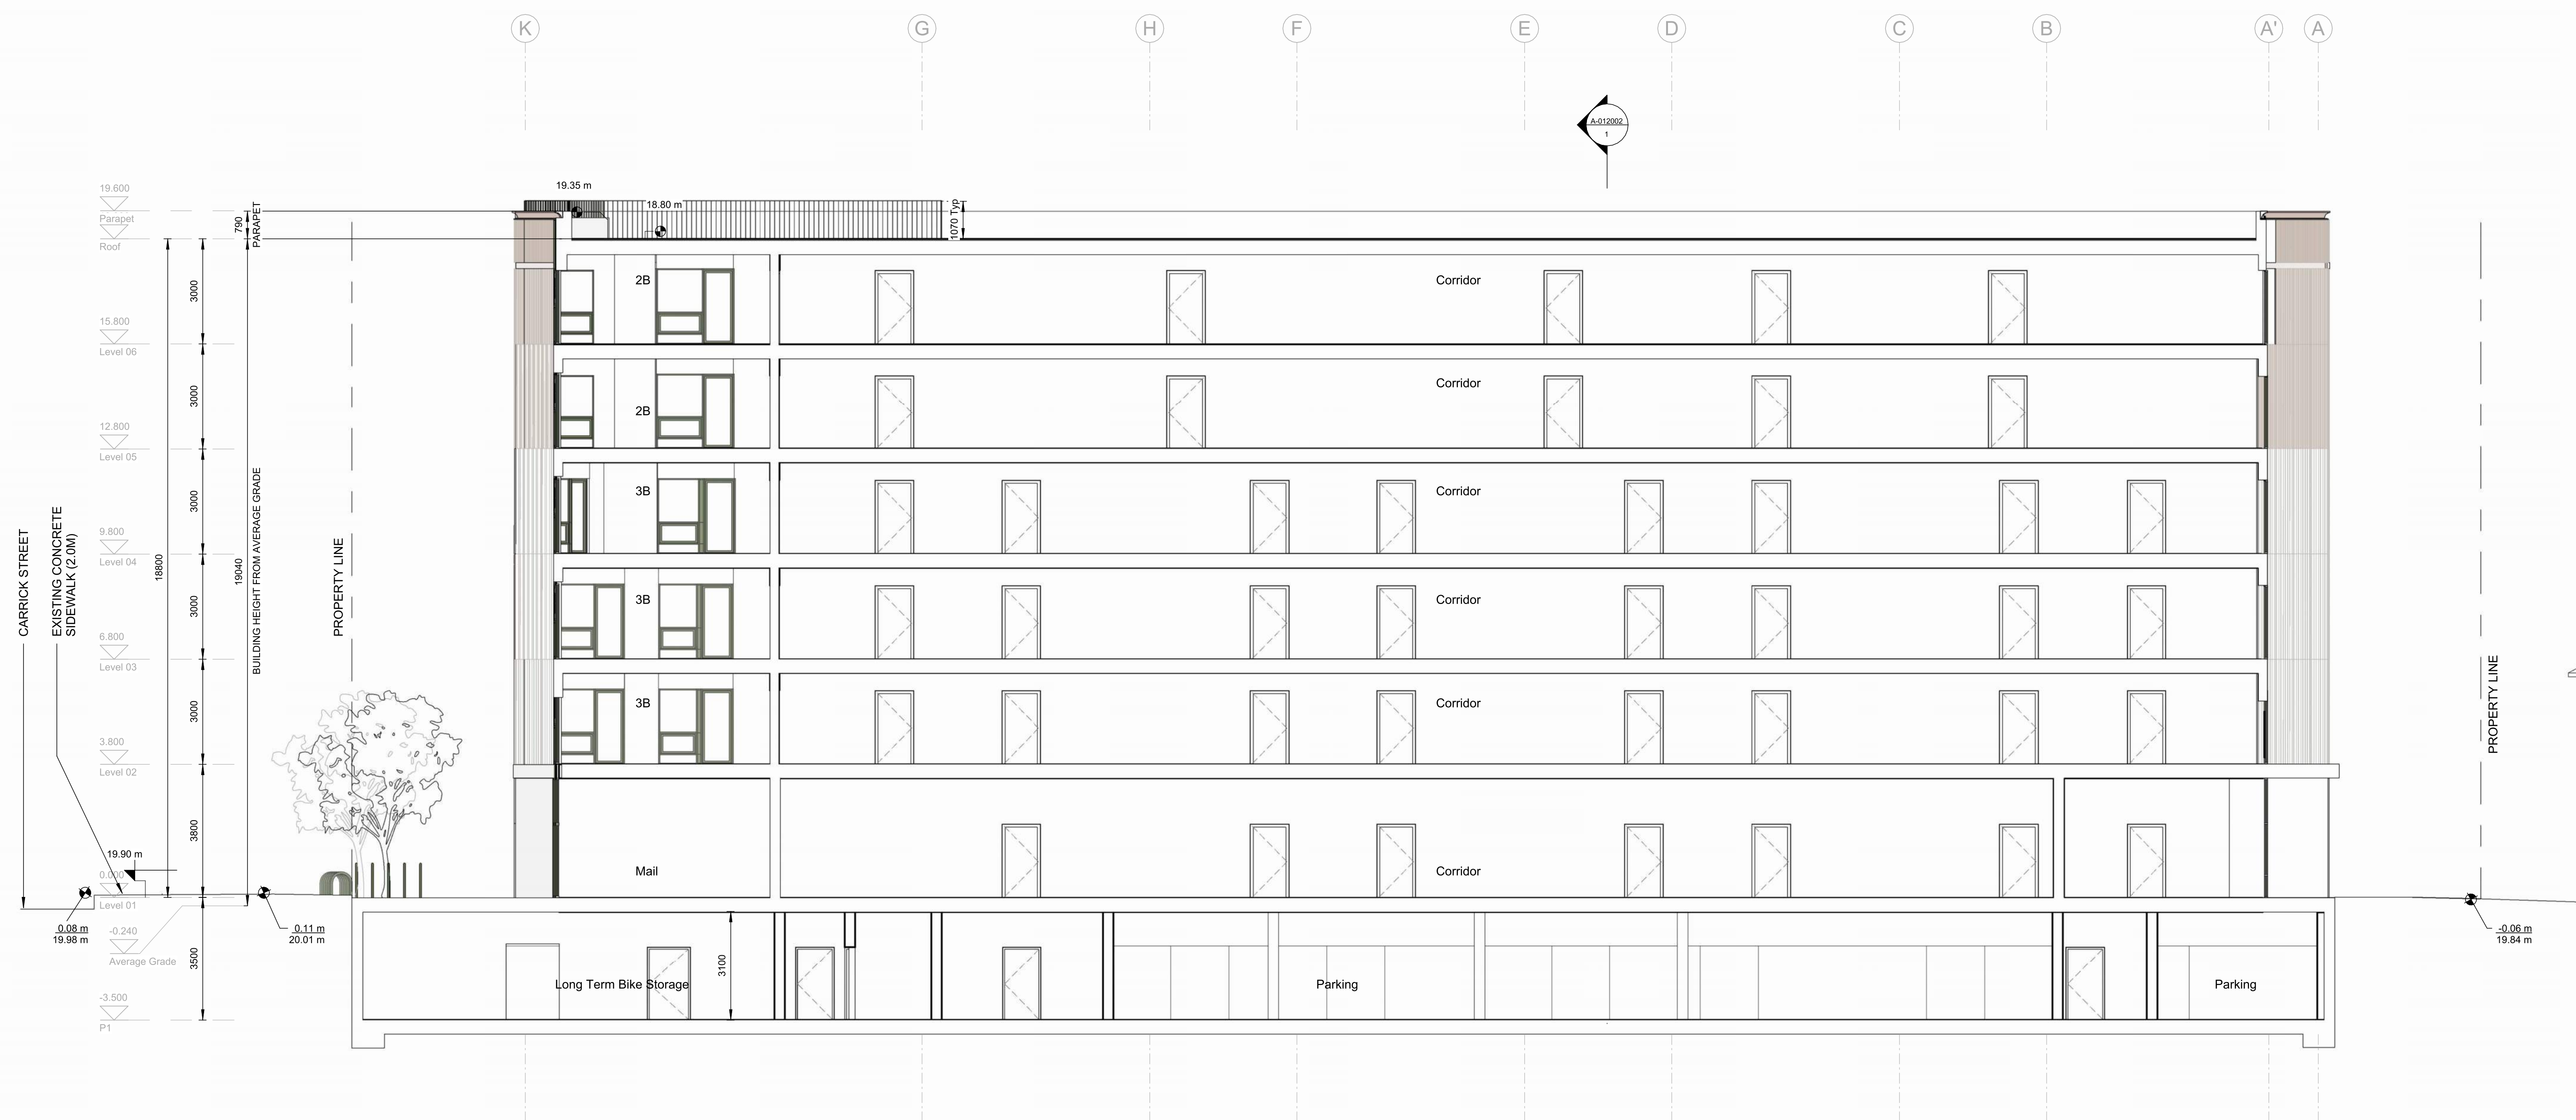 K
G
H
F
E
D
C
B
A'
A
A-012002
1
19.600
Parapet
Roof
790
PARAPET
19.35 m
18.80 m
1070 Typ
3000
2B
Corridor
15.800
Level 06
3000
2B
Corridor
12.800
Level 05
3000
3B
Corridor
9.800
Level 04
3000
3B
Corridor
6.800
Level 03
3000
3B
Corridor
3.800
Level 02
18800
19040
BUILDING HEIGHT FROM AVERAGE GRADE
PROPERTY LINE
CARRICK STREET
EXISTING CONCRETE
SIDEWALK (2.0M)
PROPERTY LINE
3800
Mail
Corridor
19.90 m
0.000
Level 01
0.08 m
19.98 m
0.11 m
20.01 m
-0.06 m
19.84 m
-0.240
Average Grade
3500
3100
Long Term Bike Storage
Parking
Parking
-3.500
P1